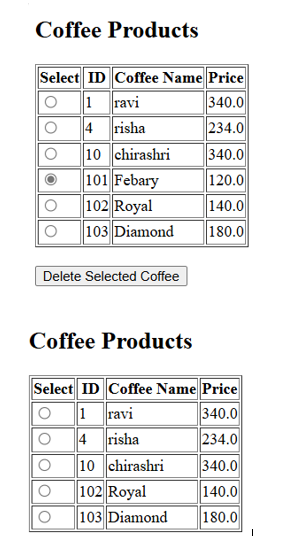 Coffee Products
Select ID Coffee Name Price
1 ravi 340.0
4 risha 234.0
10 chirashri 340.0
101 Febary 120.0
102 Royal 140.0
103 Diamond 180.0
Delete Selected Coffee
Coffee Products
Select ID Coffee Name Price
1 ravi 340.0
4 risha 234.0
10 chirashri 340.0
102 Royal 140.0
103 Diamond 180.0